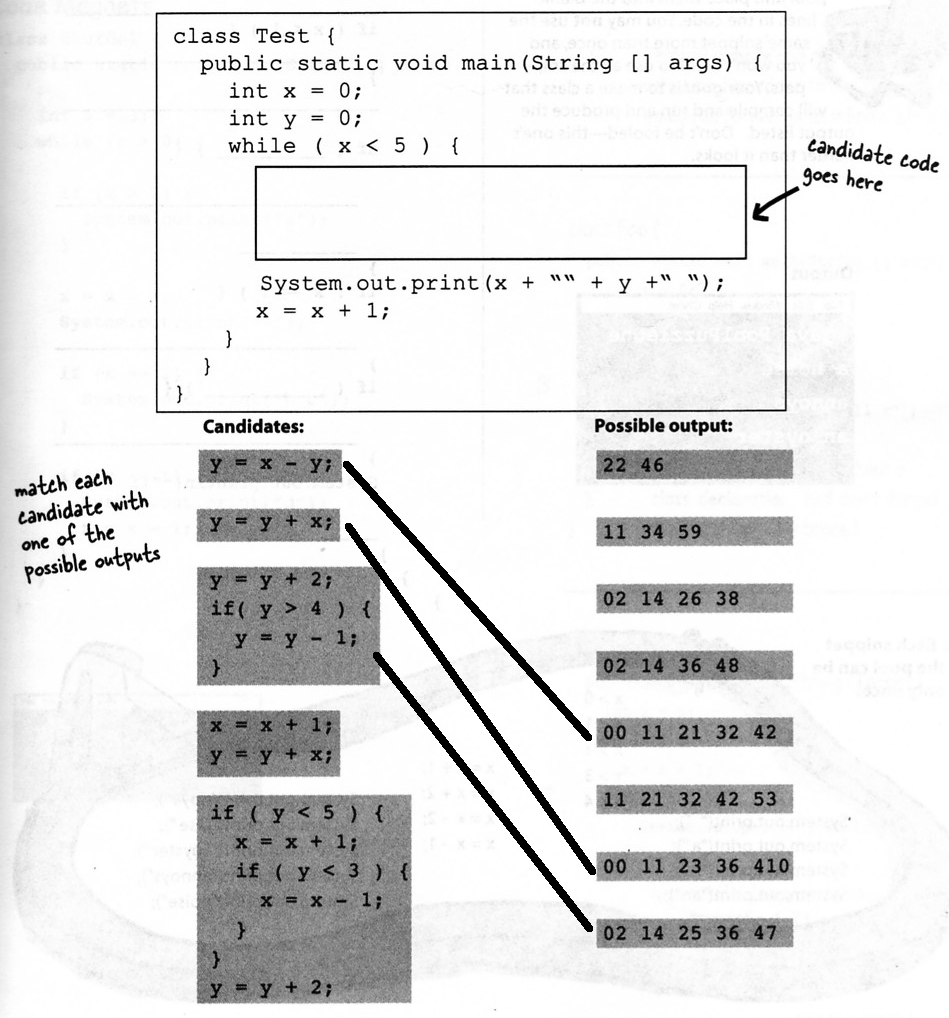 class Test {
public static void main(String [] args) {
int x = 0;
int y = 0;
while ( x < 5 ) {
candidate code
goes here
System.out.print(x + "" + y +" ");
x = x + 1;
}
}
}
Candidates:
Possible output:
match each
candidate with
one of the
possible outputs
y = x - y;
y = y + x;
y = y + 2;
if( y > 4 ) {
y = y - 1;
}
x = x + 1;
y = y + x;
if ( y < 5 ) {
x = x + 1;
if ( y < 3 ) {
x = x - 1;
}
}
y = y + 2;
22 46
11 34 59
02 14 26 38
02 14 36 48
00 11 21 32 42
11 21 32 42 53
00 11 23 36 410
02 14 25 36 47